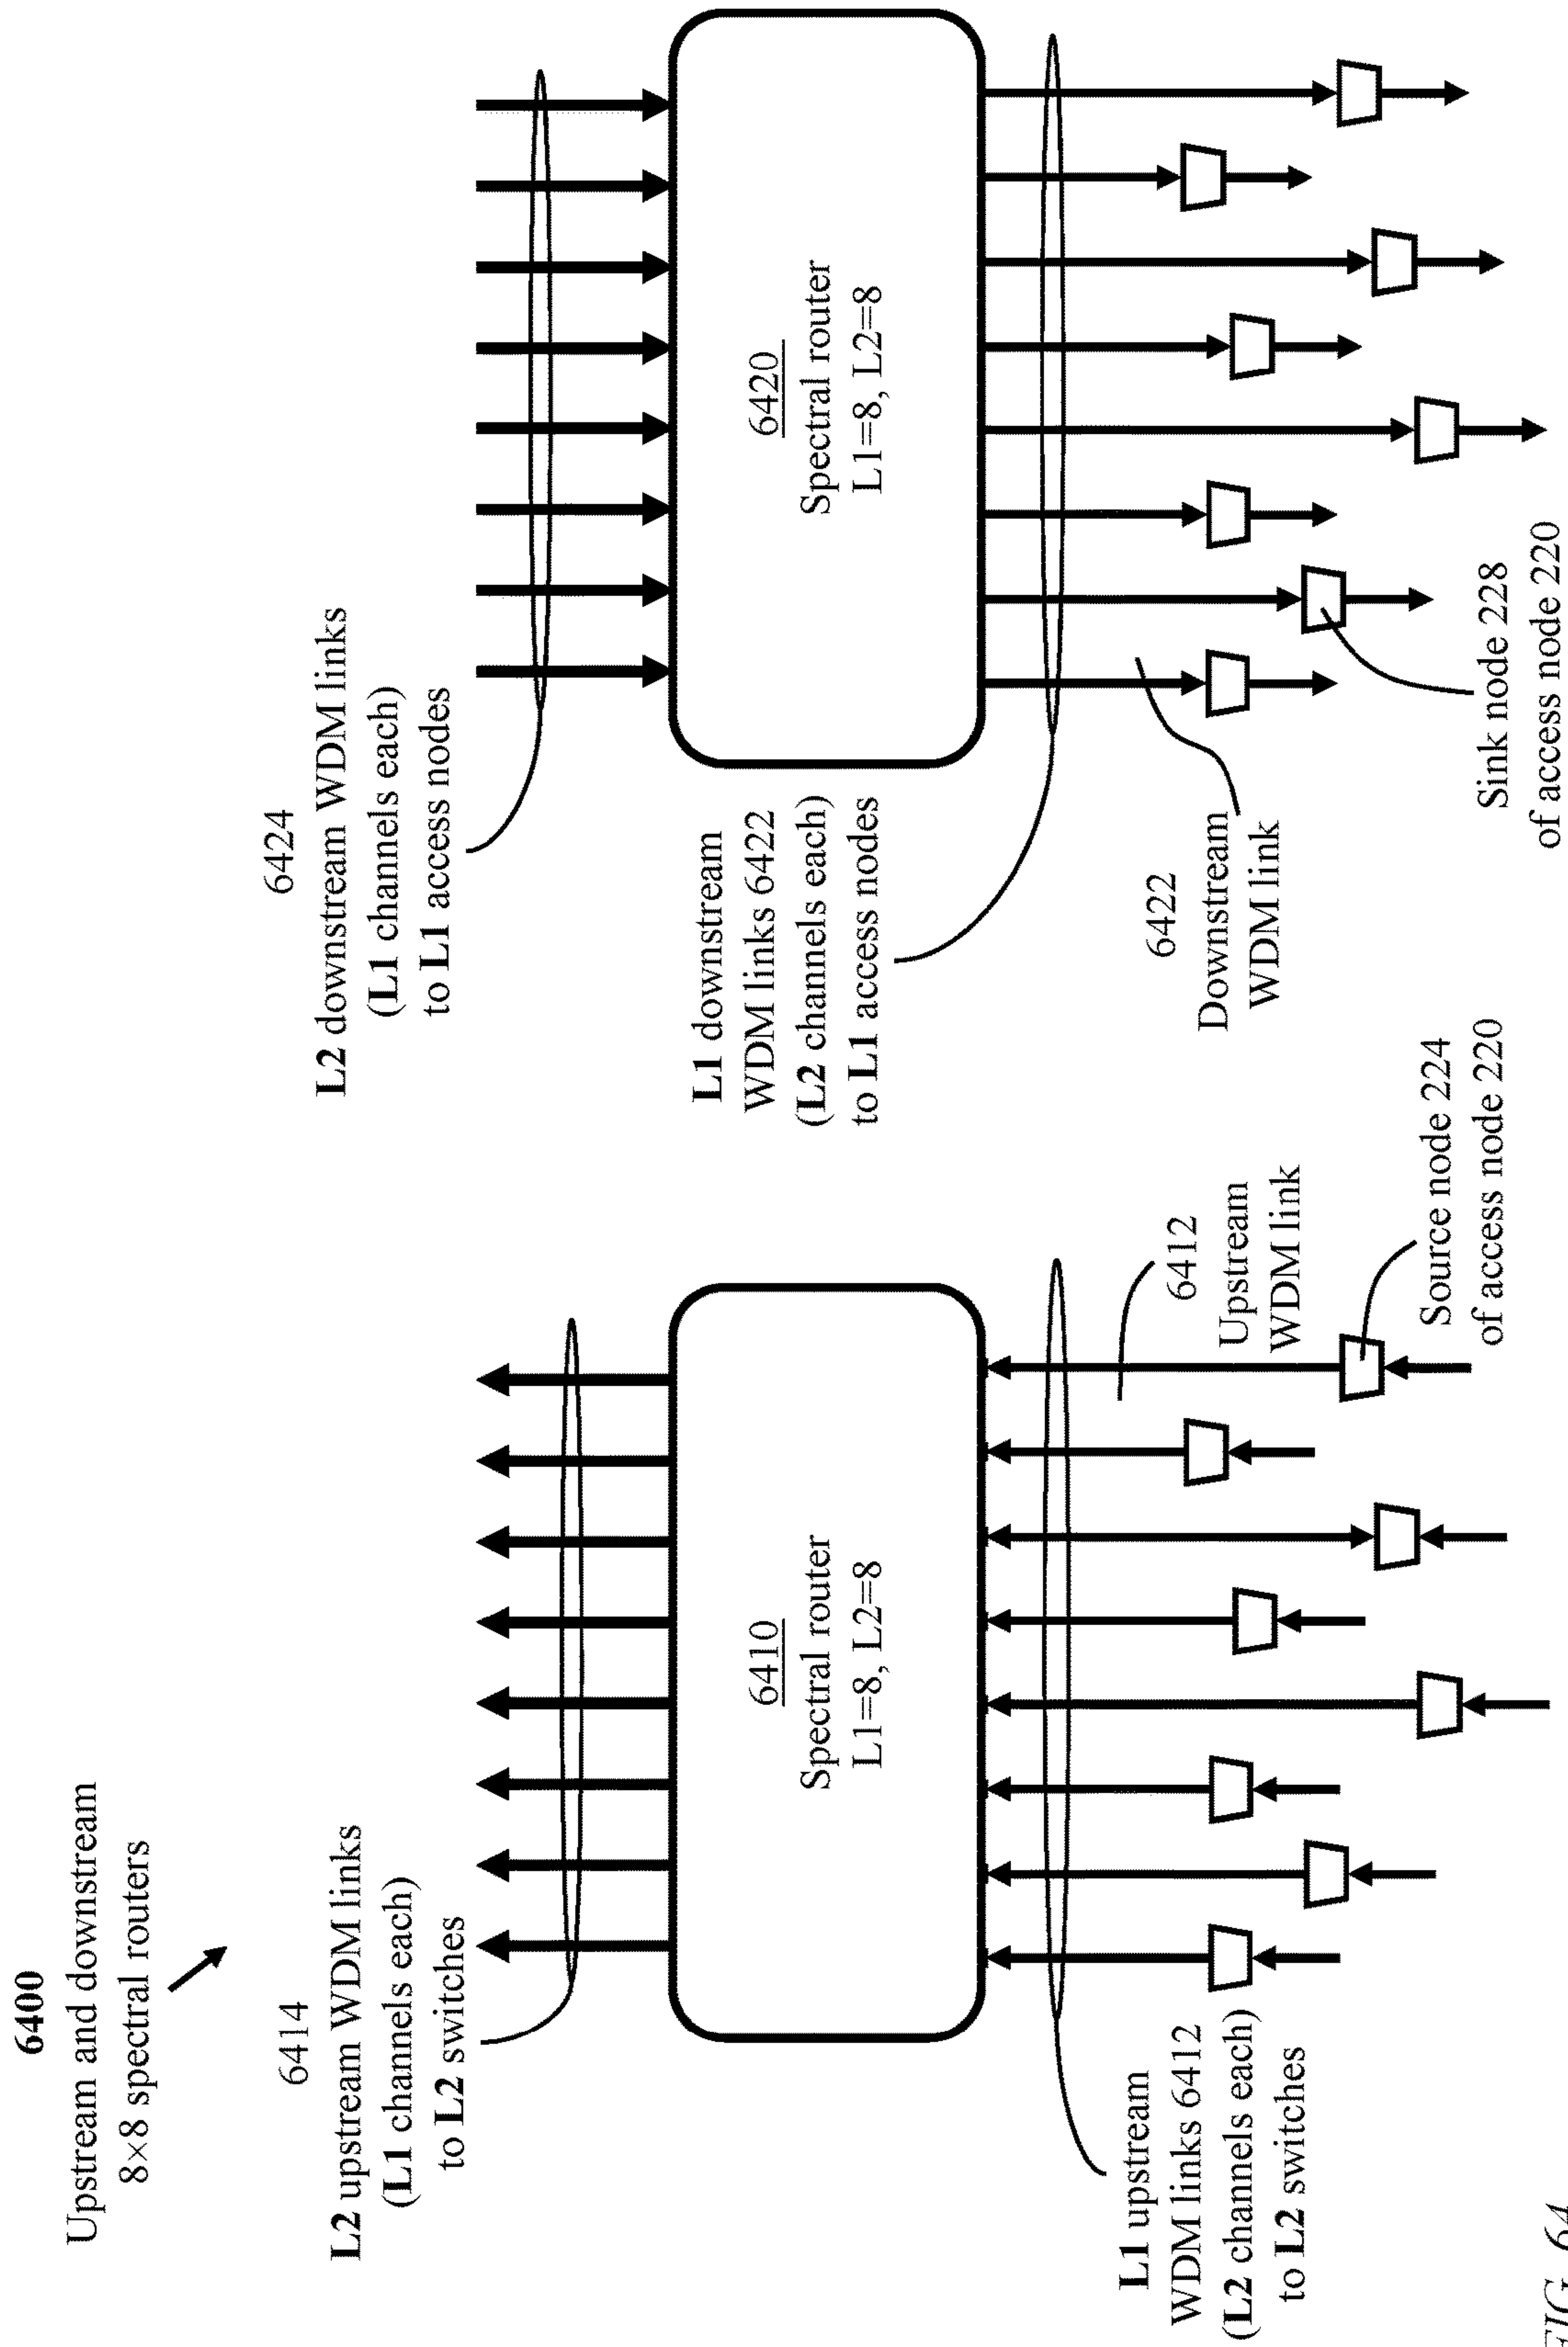 6400
Upstream and downstream
8×8 spectral routers
6414
L2 upstream WDM links
(L1 channels each)
to L2 switches
6410
Spectral router
L1=8, L2=8
L1 upstream
WDM links 6412
(L2 channels each)
to L2 switches
6412
Upstream
WDM link
Source node 224
of access node 220
6424
L2 downstream WDM links
(L1 channels each)
to L1 access nodes
6420
Spectral router
L1=8, L2=8
L1 downstream
WDM links 6422
(L2 channels each)
to L1 access nodes
6422
Downstream
WDM link
Sink node 228
of access node 220
FIG. 64